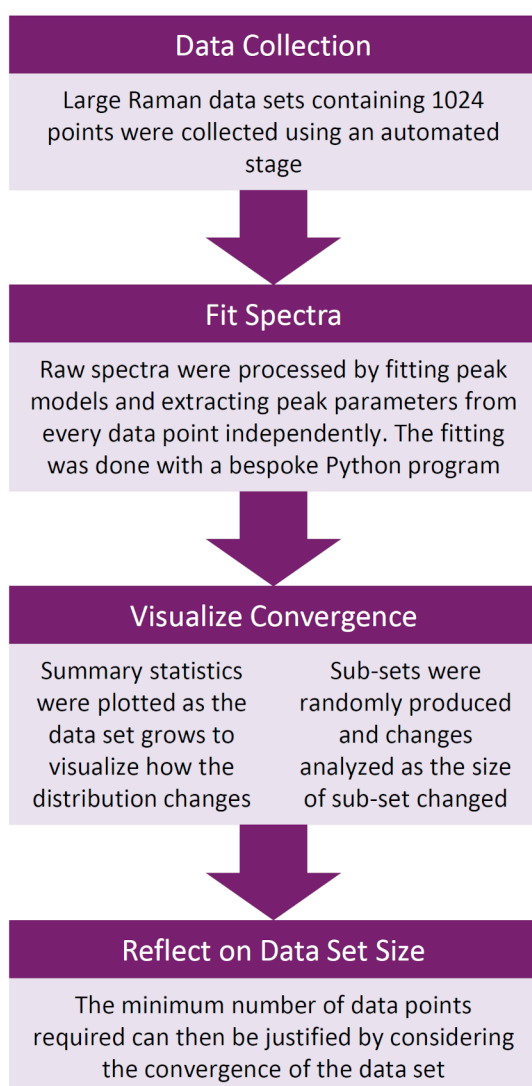 Data Collection
Large Raman data sets containing 1024
points were collected using an automated
stage
Fit Spectra
Raw spectra were processed by fitting peak
models and extracting peak parameters from
every data point independently. The fitting
was done with a bespoke Python program
Visualize Convergence
Summary statistics
were plotted as the
data set grows to
visualize how the
distribution changes
Sub-sets were
randomly produced
and changes
analyzed as the size
of sub-set changed
Reflect on Data Set Size
The minimum number of data points
required can then be justified by considering
the convergence of the data set